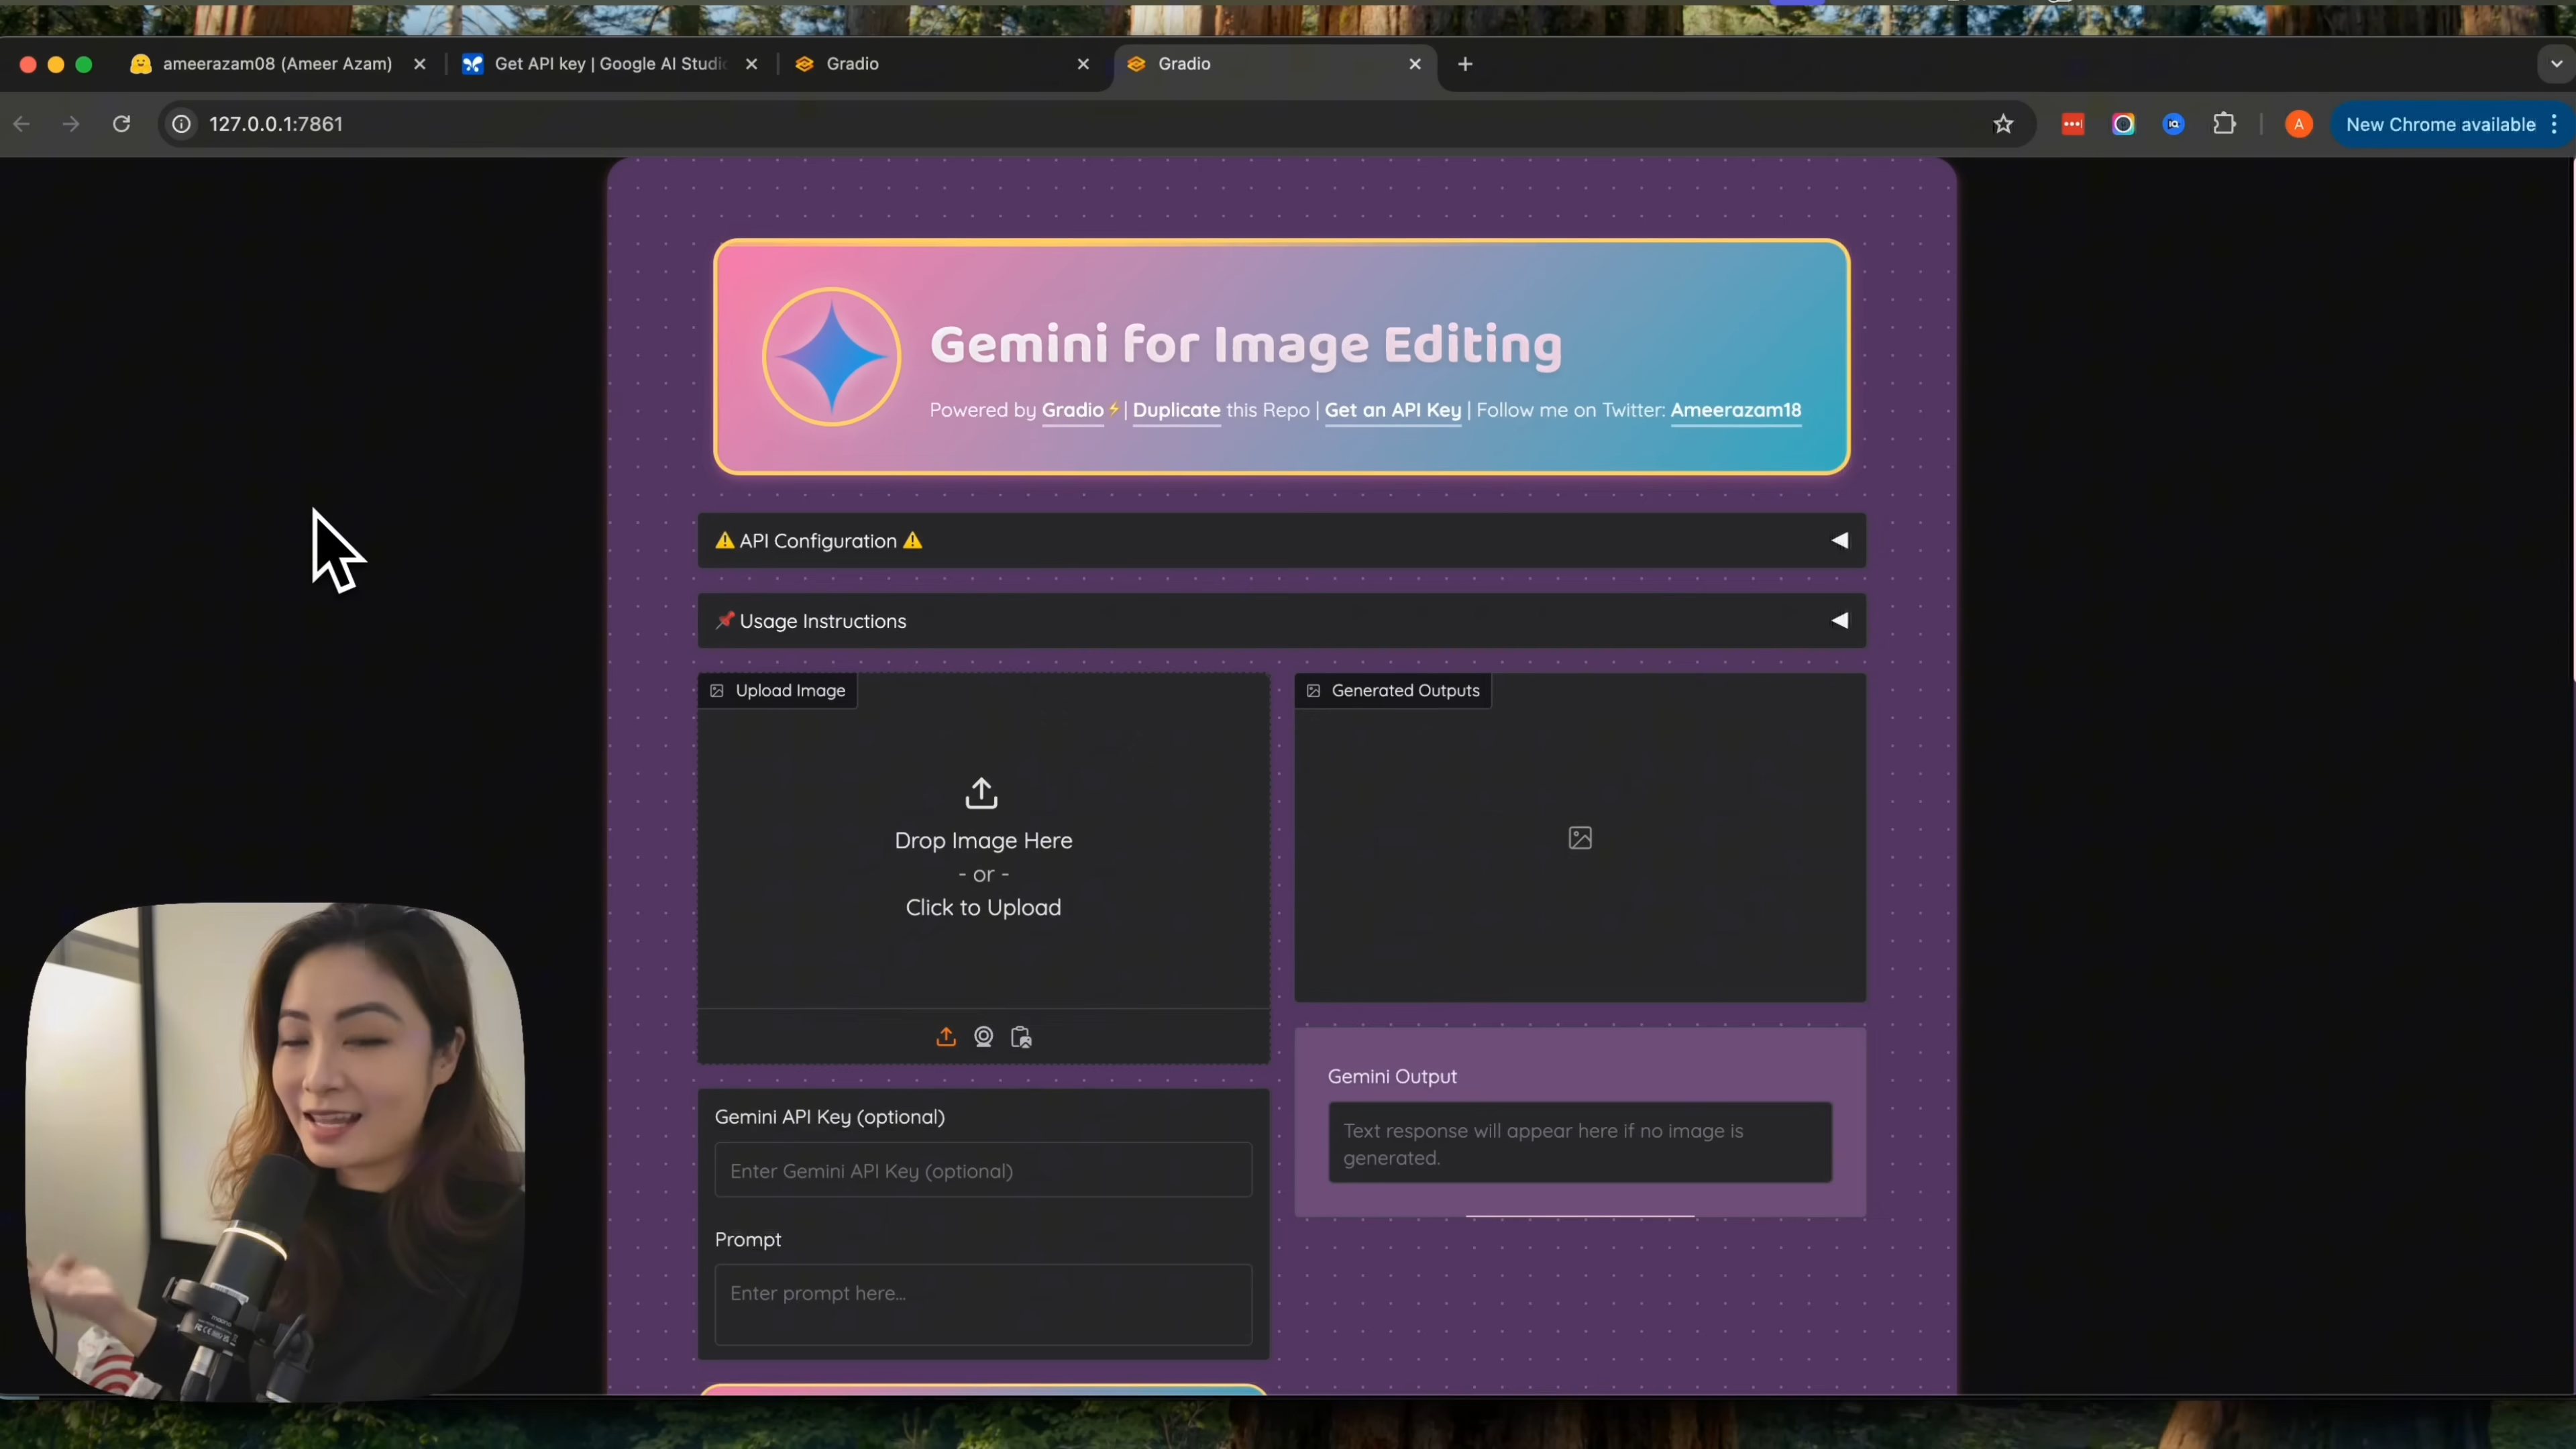 ameerazam08 (Ameer Azam)
Get API key | Google AI Studi
Gradio
Gradio
127.0.0.1:7861
A
New Chrome available
Gemini for Image Editing
Powered by Gradio⚡| Duplicate this Repo | Get an API Key | Follow me on Twitter: Ameerazam18
⚠️ API Configuration ⚠️
📌 Usage Instructions
Upload Image
Drop Image Here
- or -
Click to Upload
Generated Outputs
Gemini API Key (optional)
Enter Gemini API Key (optional)
Prompt
Enter prompt here...
Gemini Output
Text response will appear here if no image is
generated.